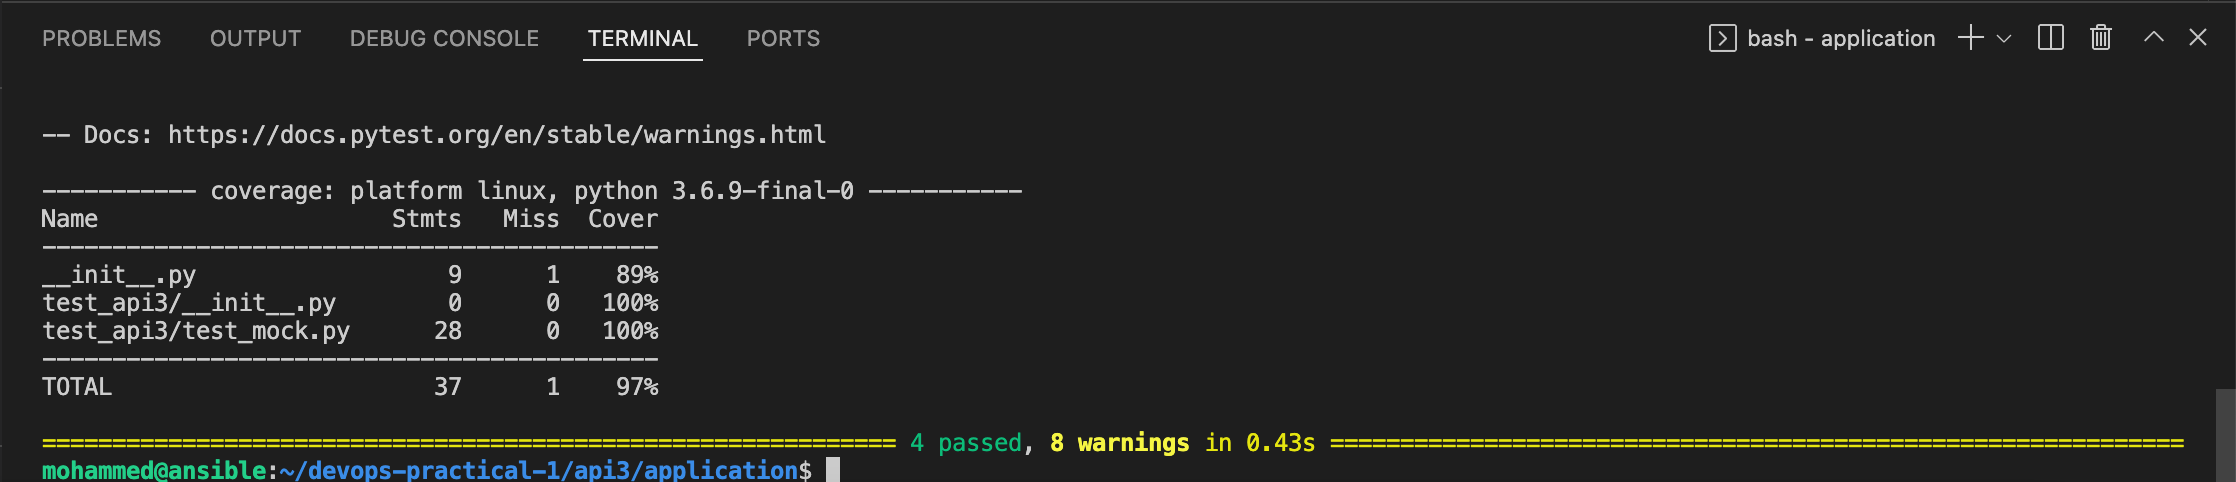 PROBLEMS OUTPUT DEBUG CONSOLE TERMINAL PORTS bash - application
-- Docs: https://docs.pytest.org/en/stable/warnings.html
----------- coverage: platform linux, python 3.6.9-final-0 -----------
Name                         Stmts   Miss  Cover
--------------------------------------------
__init__.py                  9      1    89%
test_api3/__init__.py        0      0   100%
test_api3/test_mock.py      28      0   100%
--------------------------------------------
TOTAL                       37      1    97%
============================================================= 4 passed, 8 warnings in 0.43s =============================================================
mohammed@ansible:~/devops-practical-1/api3/application$